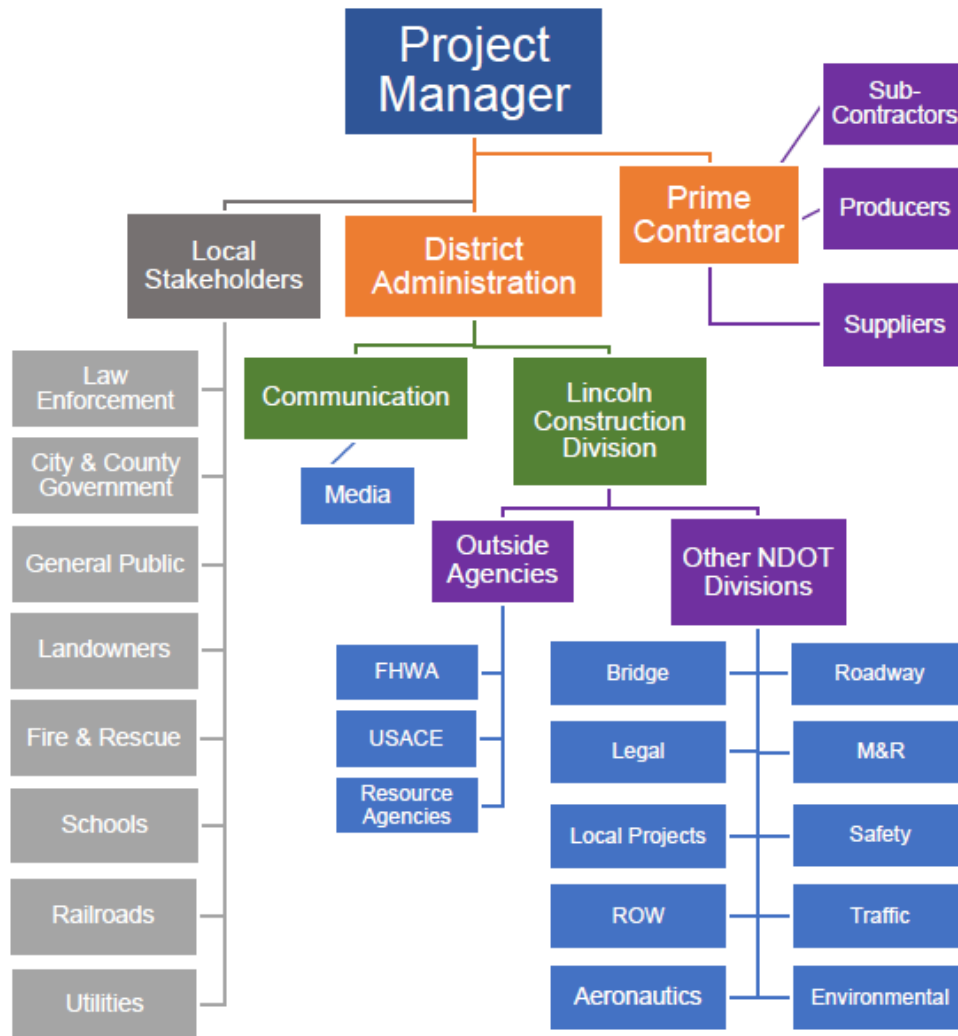 Project
Manager
Sub-
Contractors
Prime
Contractor
Producers
Local
Stakeholders
District
Administration
Suppliers
Law
Enforcement
City & County
Government
General Public
Landowners
Fire & Rescue
Schools
Railroads
Utilities
Communication
Media
Lincoln
Construction
Division
Outside
Agencies
FHWA
USACE
Resource
Agencies
Other NDOT
Divisions
Bridge
Roadway
Legal
M&R
Local Projects
Safety
ROW
Traffic
Aeronautics
Environmental